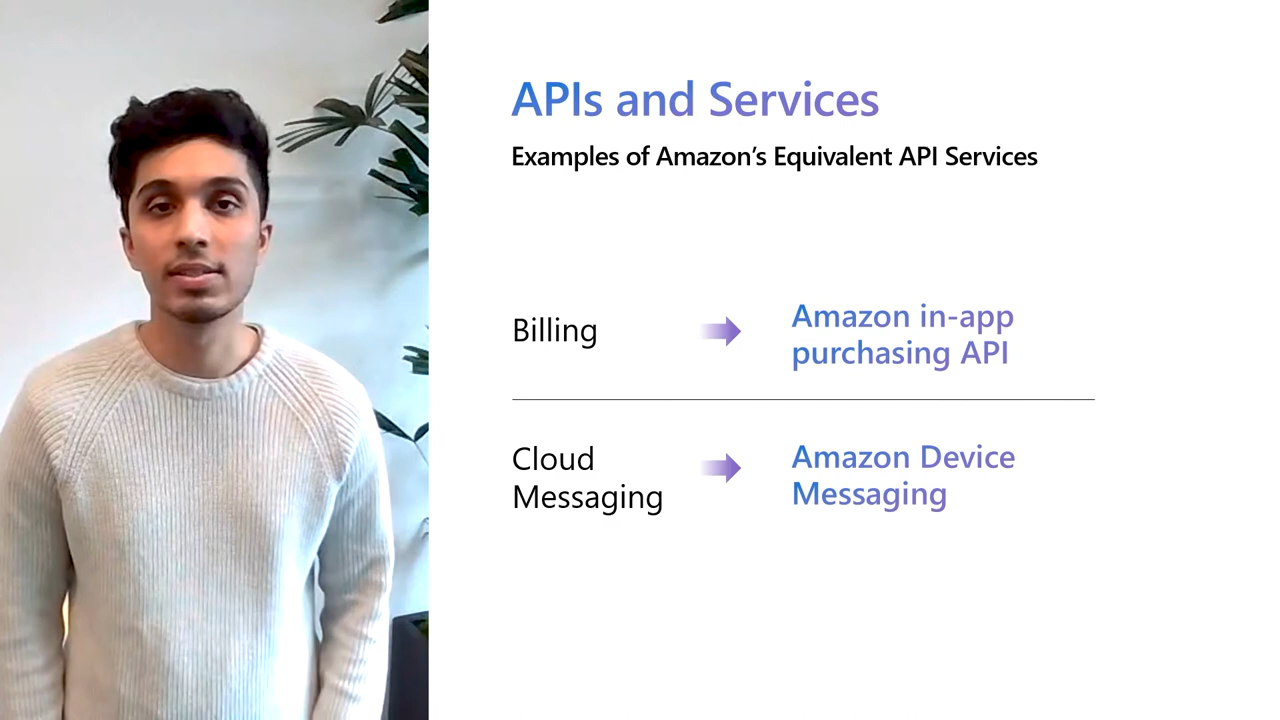 APIs and Services
Examples of Amazon’s Equivalent API Services
Billing
Amazon in-app
purchasing API
Cloud
Messaging
Amazon Device
Messaging